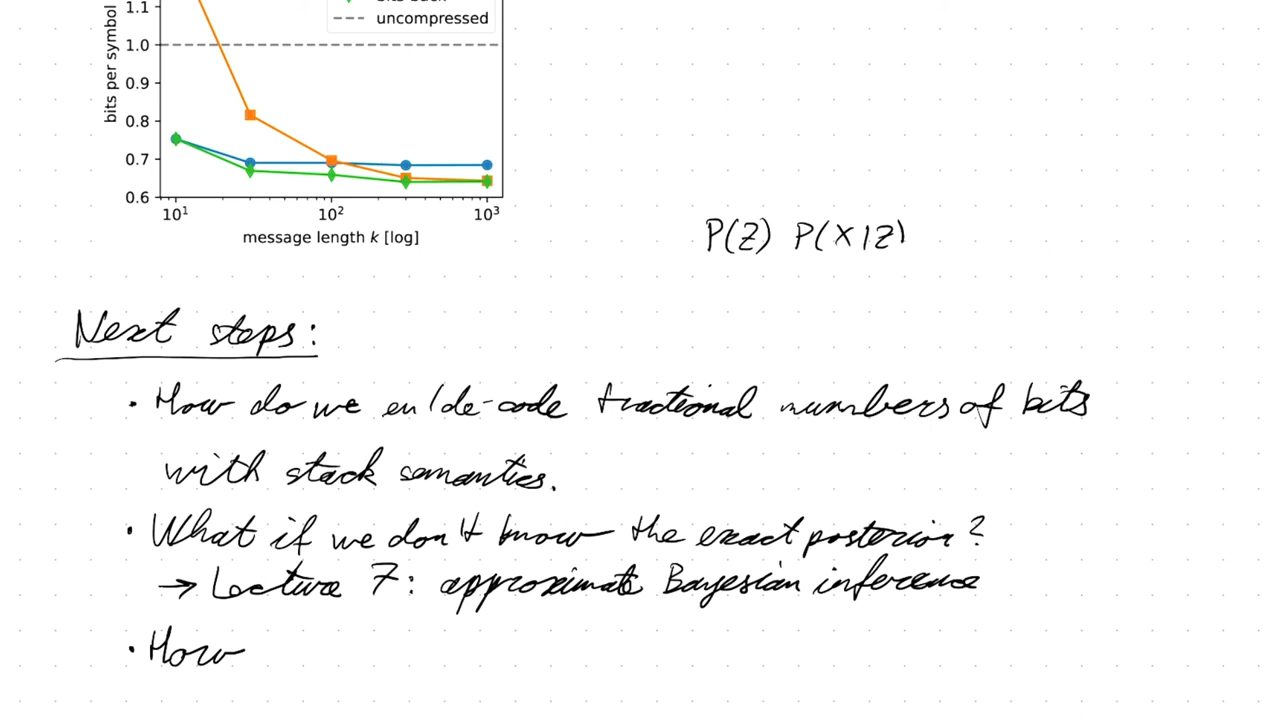 uncompressed
bits per symbol
1.1
1.0
0.9
0.8
0.7
0.6
10¹
10²
10³
message length k [log]
P(Z) P(X|Z)
Next steps:
• How do we en/de-code fractional numbers of bits
with stack semantics.
• What if we don't know the exact posterior?
→ Lecture 7: approximate Bayesian inference
• How